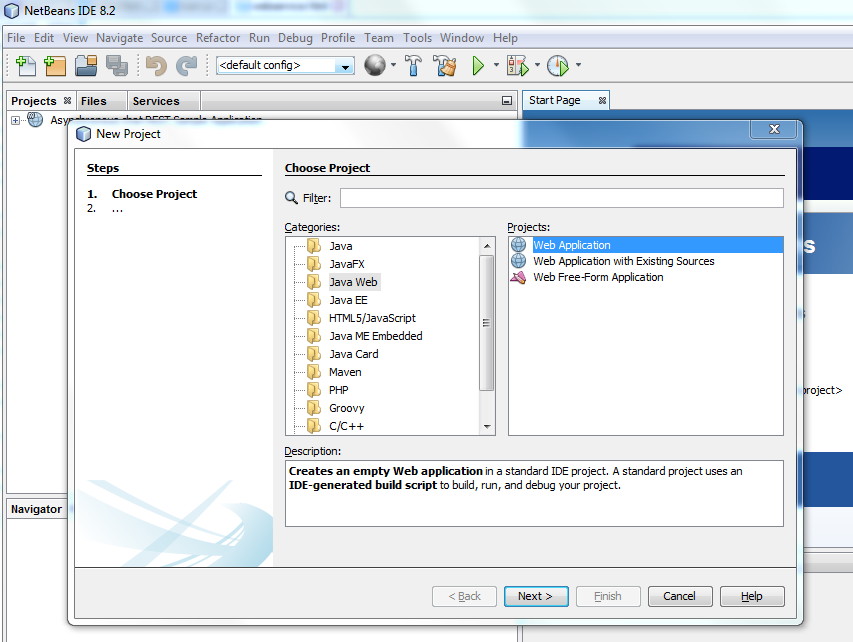 NetBeans IDE 8.2
File Edit View Navigate Source Refactor Run Debug Profile Team Tools Window Help
<default config>
Projects Files Services
Start Page
Asynchronous chat REST Sample Application
New Project
Steps
1. Choose Project
2. ...
Choose Project
Filter:
Categories:
Java
JavaFX
Java Web
Java EE
HTML5/JavaScript
Java ME Embedded
Java Card
Maven
PHP
Groovy
C/C++
Projects:
Web Application
Web Application with Existing Sources
Web Free-Form Application
Description:
Creates an empty Web application in a standard IDE project. A standard project uses an
IDE-generated build script to build, run, and debug your project.
< Back Next > Finish Cancel Help
Navigator
s
project>